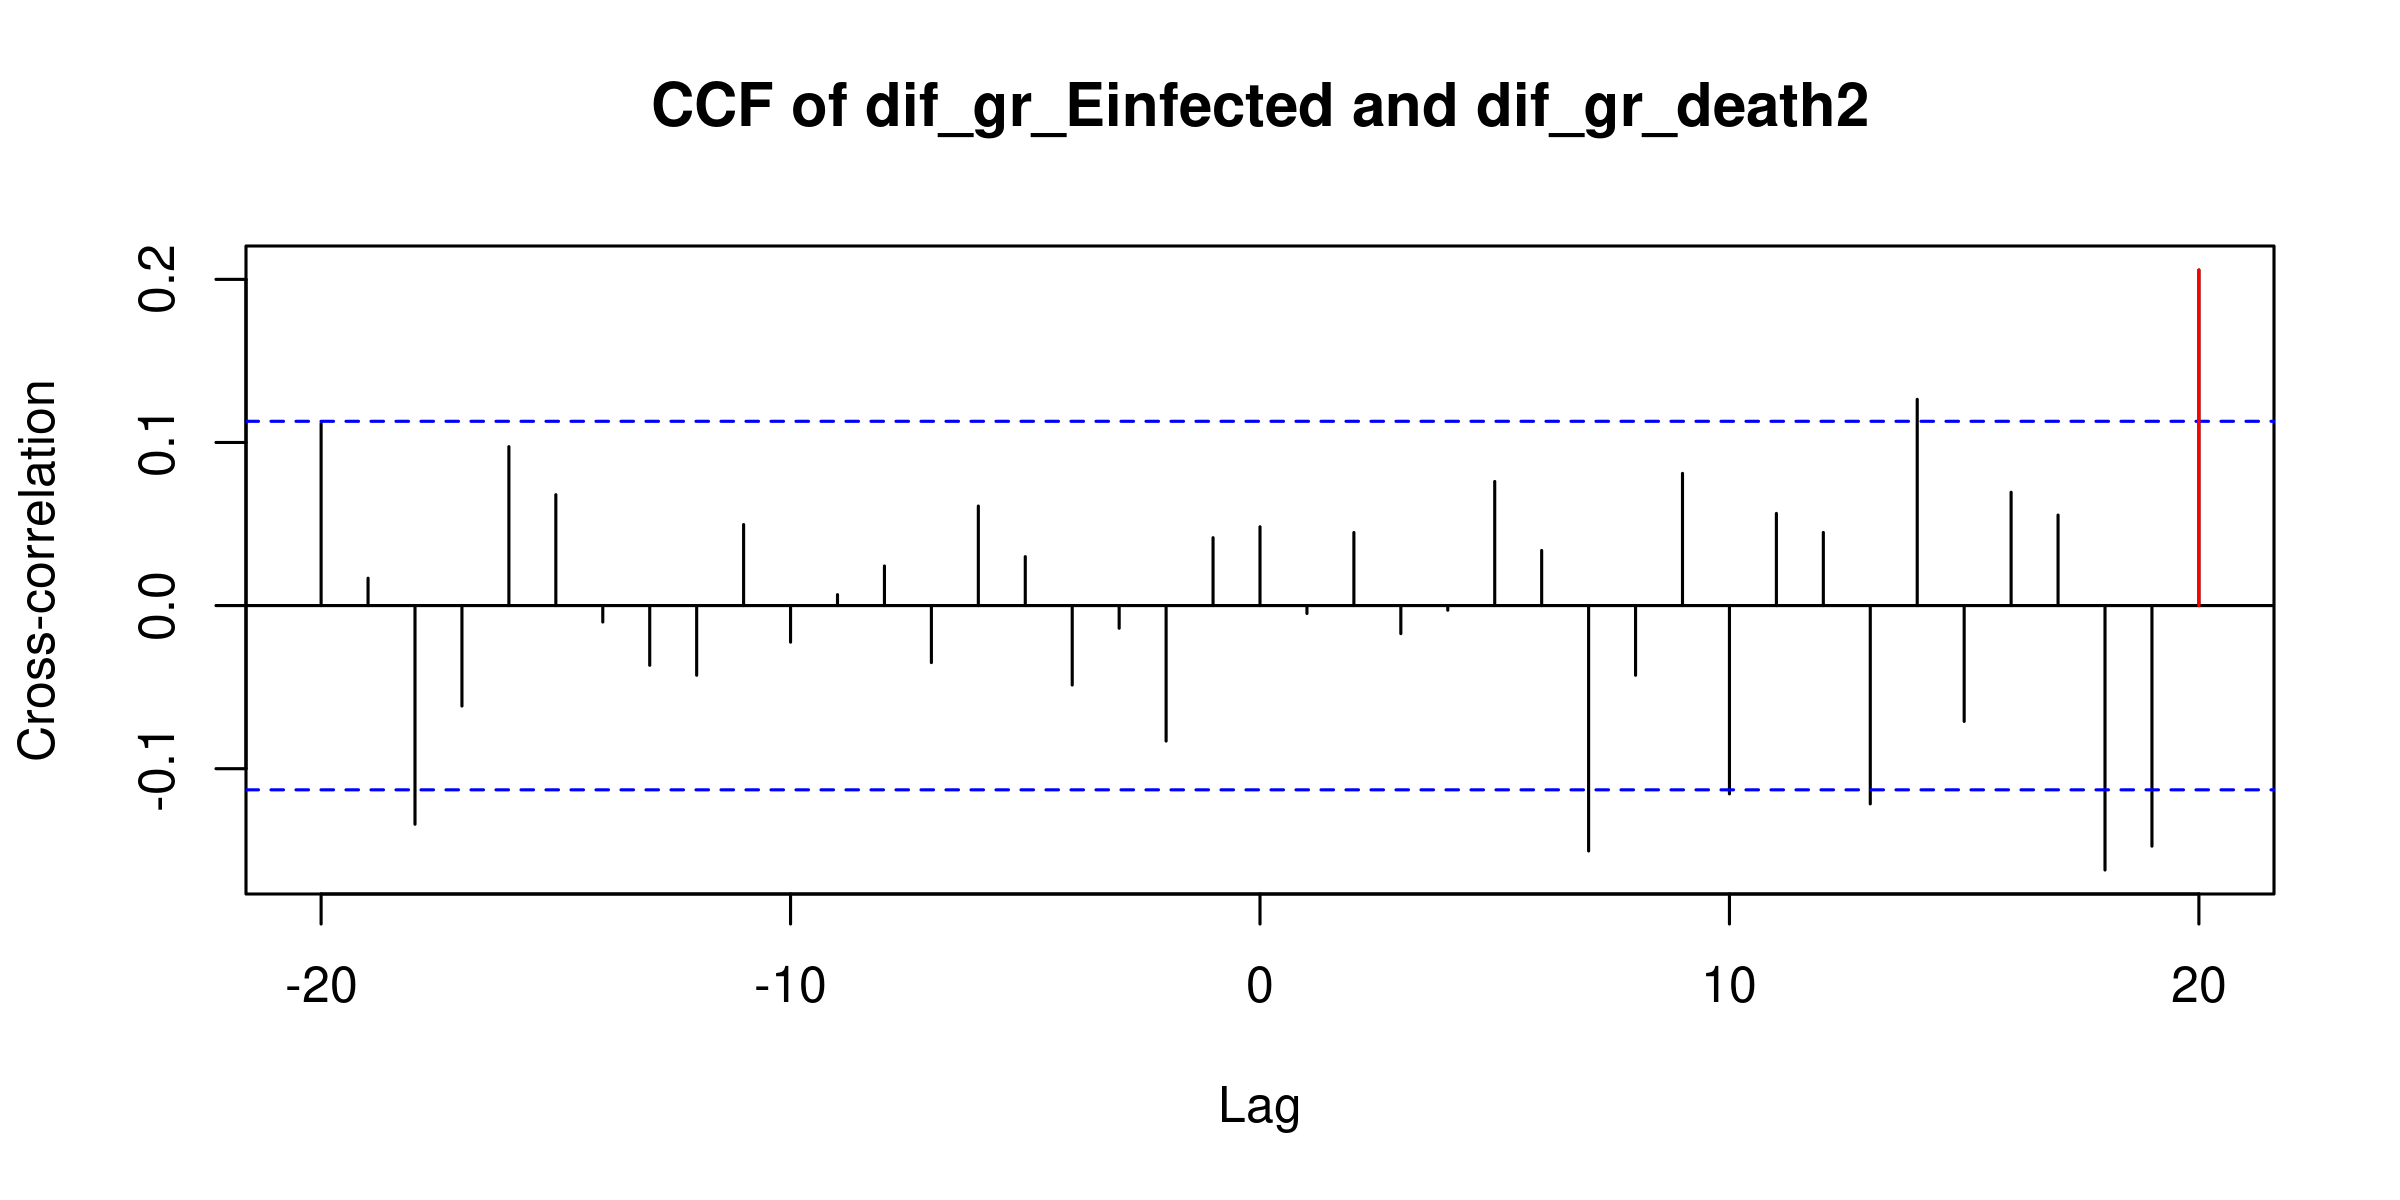 CCF of dif_gr_Einfected and dif_gr_death2
Cross-correlation
0.2
0.1
0.0
-0.1
-20 -10 0 10 20
Lag